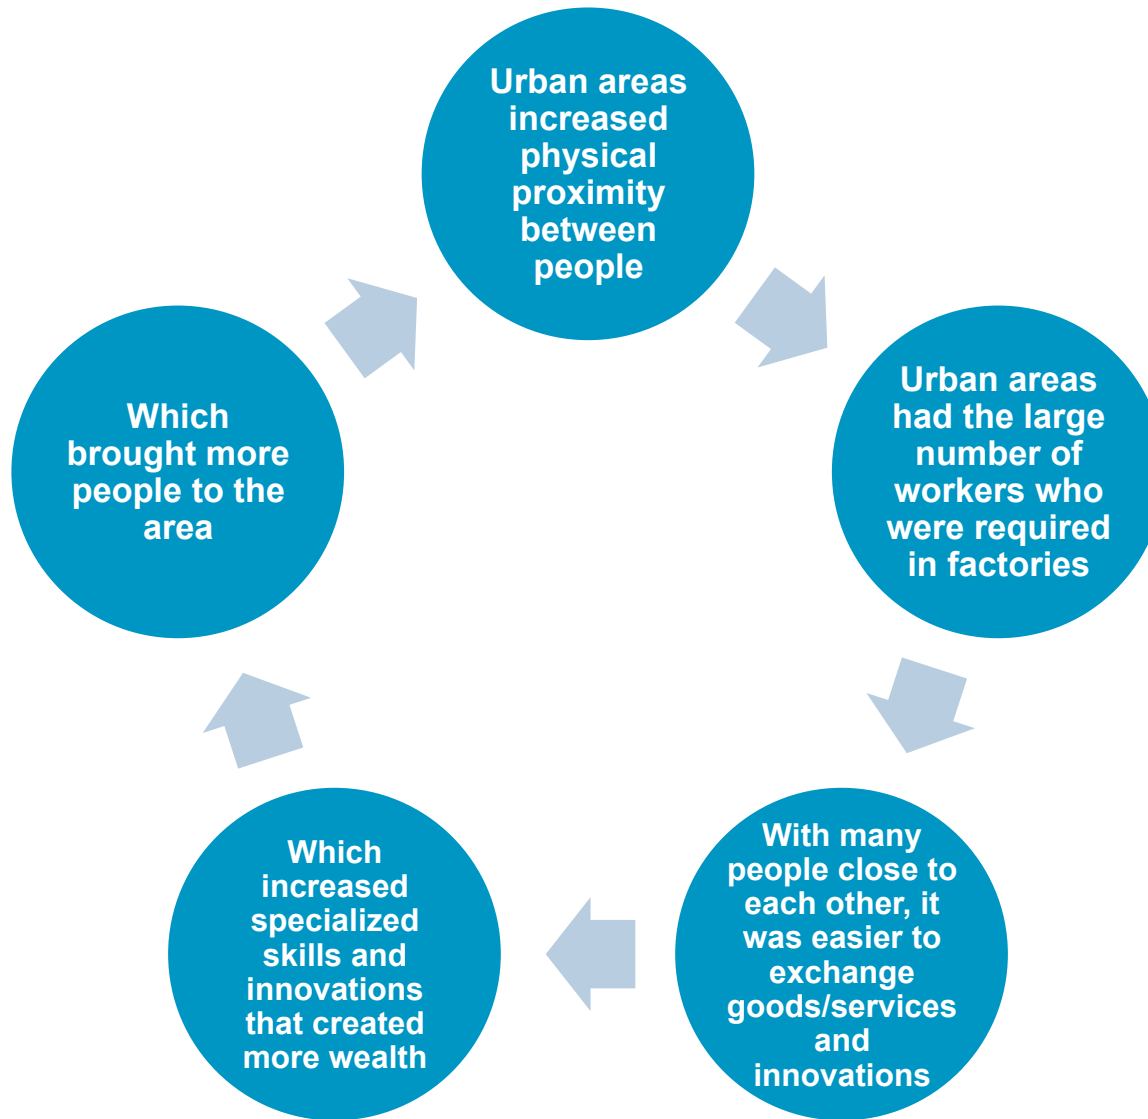 Urban areas
increased
physical
proximity
between
people
Urban areas
had the large
number of
workers who
were required
in factories
With many
people close to
each other, it
was easier to
exchange
goods/services
and
innovations
Which
increased
specialized
skills and
innovations
that created
more wealth
Which
brought more
people to the
area